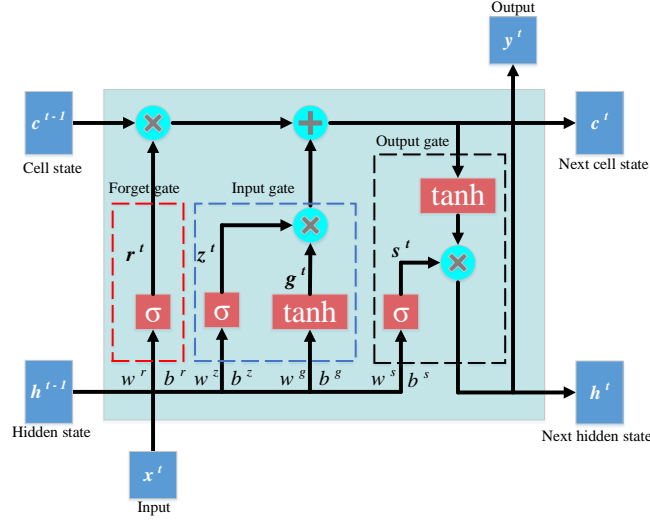 Output
y^t
c^{t-1}
c^t
Cell state
Next cell state
Output gate
Forget gate
Input gate
tanh
r^t
z^t
g^t
s^t
σ
σ
tanh
σ
h^{t-1}
w^r b^r w^z b^z w^g b^g w^s b^s
h^t
Hidden state
Next hidden state
x^t
Input